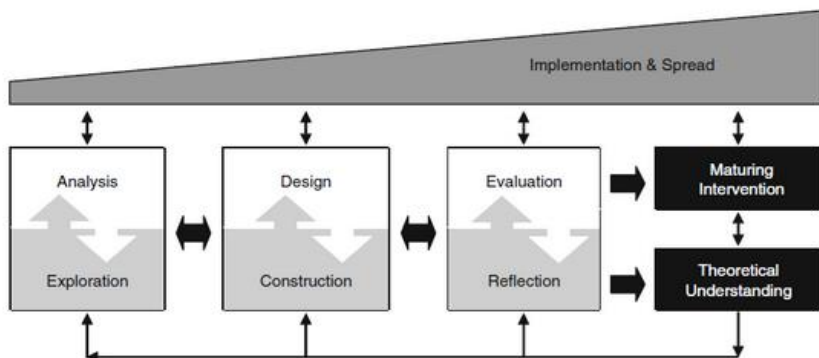 Implementation & Spread
Analysis
Exploration
Design
Construction
Evaluation
Reflection
Maturing
Intervention
Theoretical
Understanding